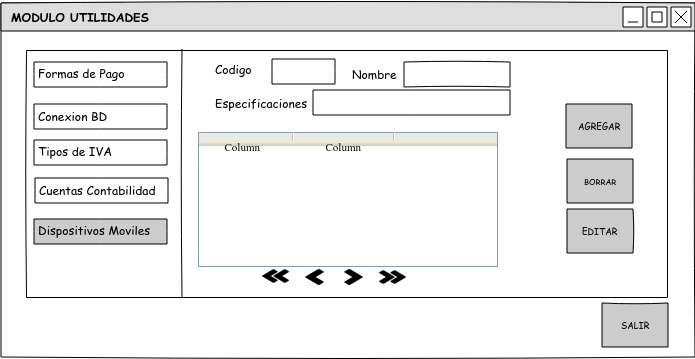 MODULO UTILIDADES
Formas de Pago
Conexion BD
Tipos de IVA
Cuentas Contabilidad
Dispositivos Moviles
Codigo
Nombre
Especificaciones
Column Column
AGREGAR
BORRAR
EDITAR
SALIR